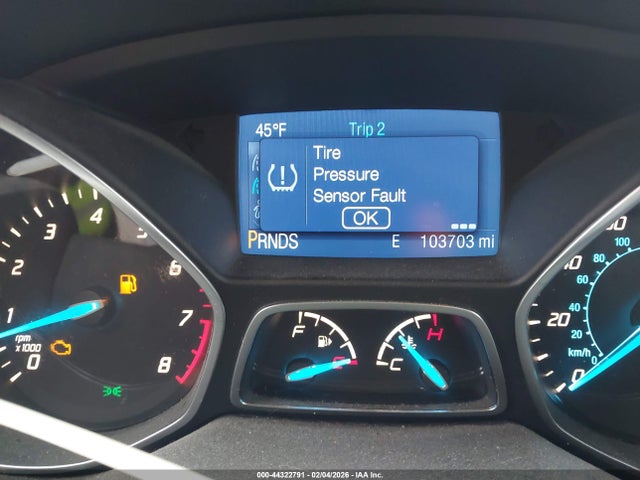 45°F Trip 2
Tire
Pressure
Sensor Fault
OK
PRNDS E 103703 mi
0 1 2 3 4 5 6 7 8
rpm
x1000
F
H
C
0 20
0 20 40 60 80 100
km/h
000-44322791 | 02/04/2026 | IAA Inc.